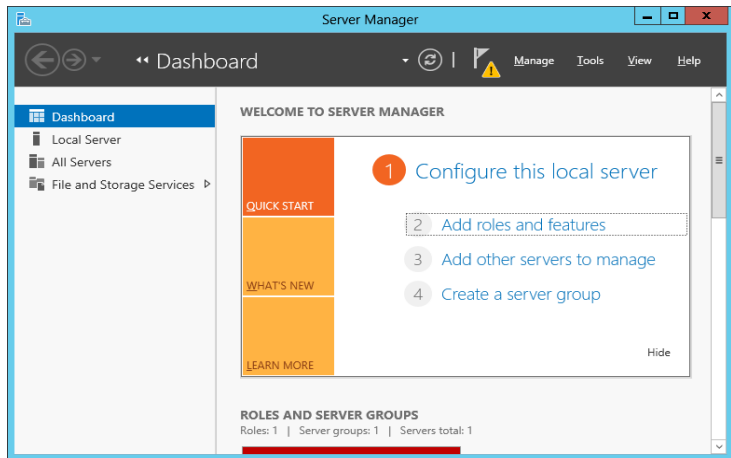 Server Manager
Dashboard
Manage Tools View Help
Dashboard
Local Server
All Servers
File and Storage Services
WELCOME TO SERVER MANAGER
QUICK START
WHAT'S NEW
LEARN MORE
1 Configure this local server
2 Add roles and features
3 Add other servers to manage
4 Create a server group
Hide
ROLES AND SERVER GROUPS
Roles: 1 | Server groups: 1 | Servers total: 1